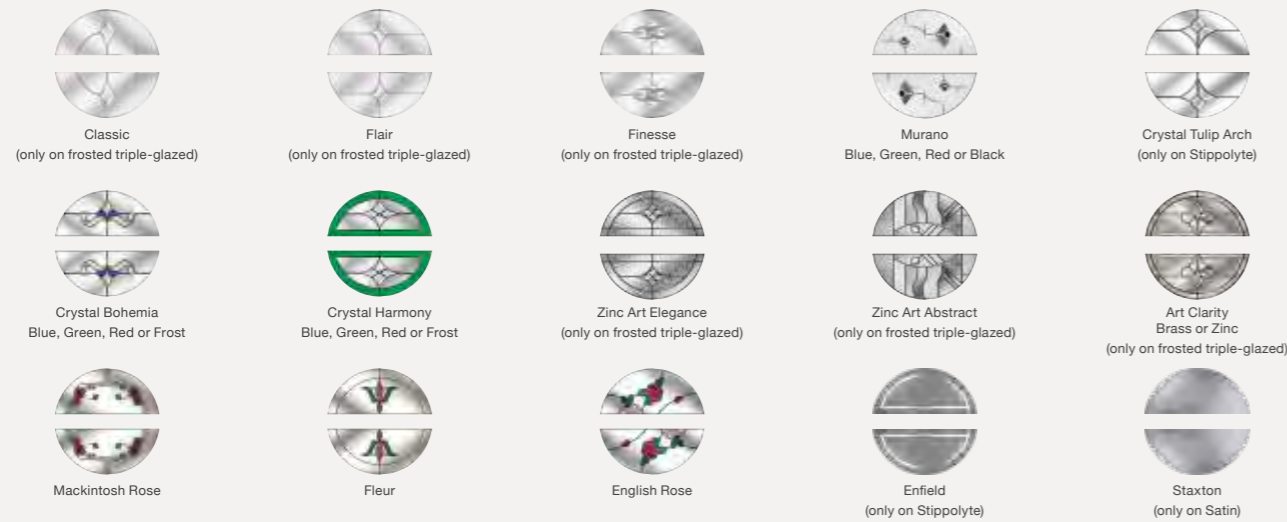 Classic
(only on frosted triple-glazed)
Flair
(only on frosted triple-glazed)
Finesse
(only on frosted triple-glazed)
Murano
Blue, Green, Red or Black
Crystal Tulip Arch
(only on Stippolyte)
Crystal Bohemia
Blue, Green, Red or Frost
Crystal Harmony
Blue, Green, Red or Frost
Zinc Art Elegance
(only on frosted triple-glazed)
Zinc Art Abstract
(only on frosted triple-glazed)
Art Clarity
Brass or Zinc
(only on frosted triple-glazed)
Mackintosh Rose
Fleur
English Rose
Enfield
(only on Stippolyte)
Staxton
(only on Satin)